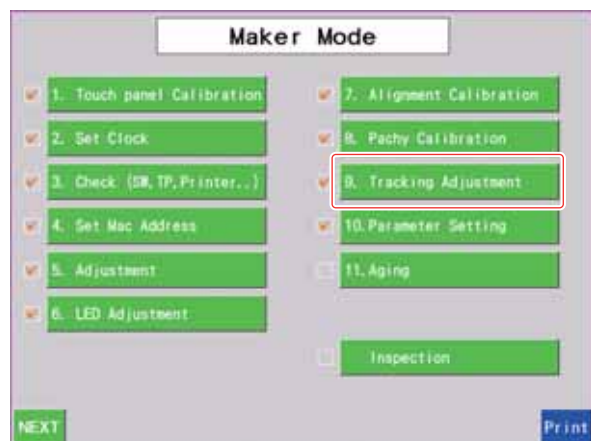 Maker Mode
1. Touch panel Calibration
2. Set Clock
3. Check (SW,TP,Printer..)
4. Set Mac Address
5. Adjustment
6. LED Adjustment
7. Alignment Calibration
8. Pachy Calibration
9. Tracking Adjustment
10.Parameter Setting
11.Aging
Inspection
NEXT
Print